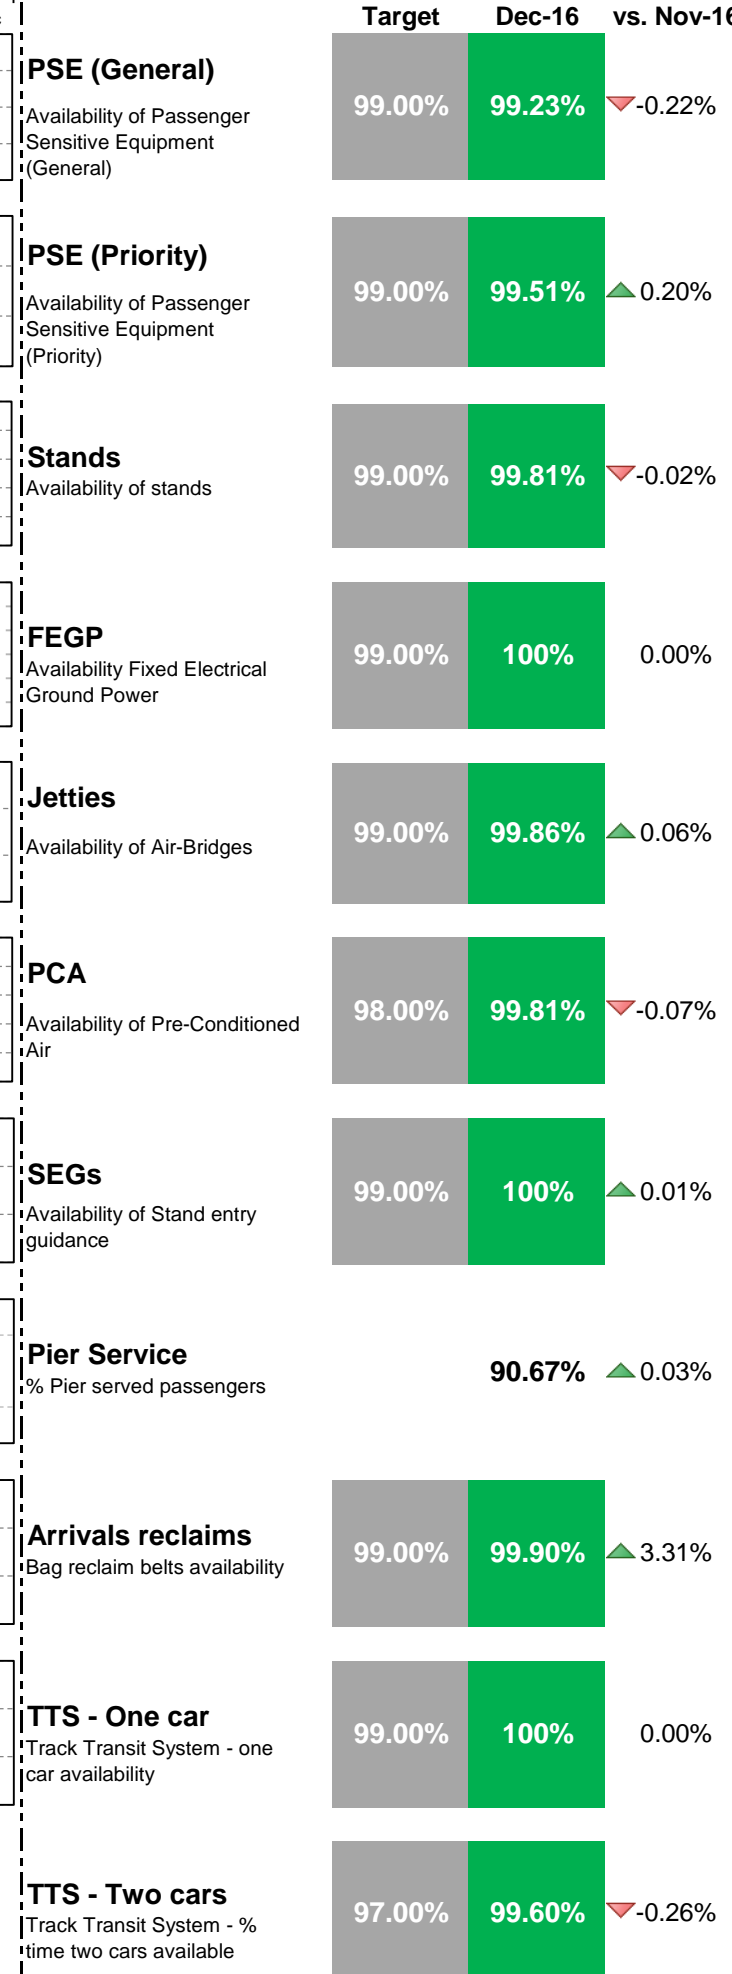 Target Dec-16 vs. Nov-16
PSE (General)
Availability of Passenger
Sensitive Equipment
(General)
99.00% 99.23% -0.22%
PSE (Priority)
Availability of Passenger
Sensitive Equipment
(Priority)
99.00% 99.51% 0.20%
Stands
Availability of stands
99.00% 99.81% -0.02%
FEGP
Availability Fixed Electrical
Ground Power
99.00% 100% 0.00%
Jetties
Availability of Air-Bridges
99.00% 99.86% 0.06%
PCA
Availability of Pre-Conditioned
Air
98.00% 99.81% -0.07%
SEGs
Availability of Stand entry
guidance
99.00% 100% 0.01%
Pier Service
% Pier served passengers
90.67% 0.03%
Arrivals reclaims
Bag reclaim belts availability
99.00% 99.90% 3.31%
TTS - One car
Track Transit System - one
car availability
99.00% 100% 0.00%
TTS - Two cars
Track Transit System - %
time two cars available
97.00% 99.60% -0.26%